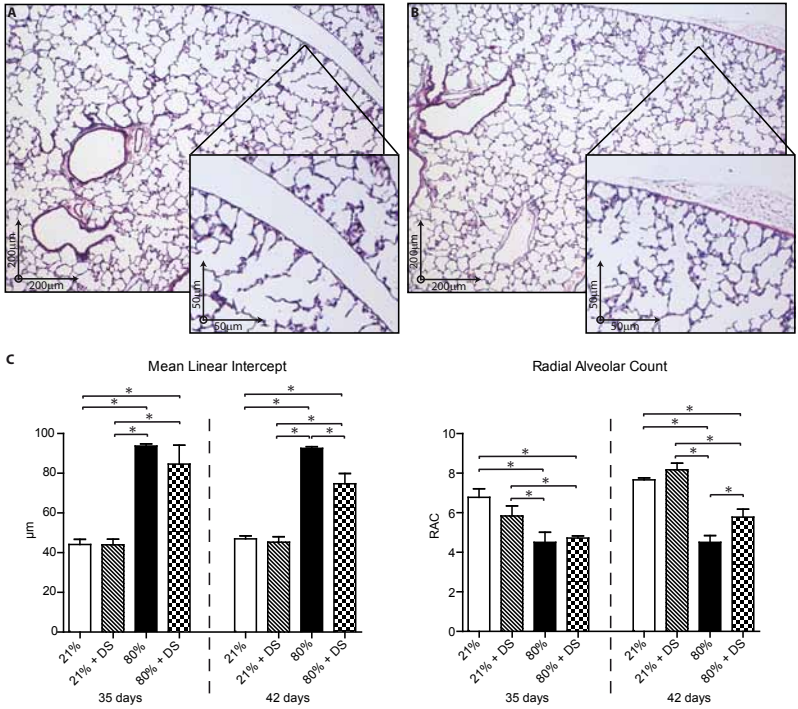 A
B
200µm
200µm
50µm
50µm
200µm
200µm
50µm
50µm
C
Mean Linear Intercept
Radial Alveolar Count
* * * *
* * * * *
* * * *
* * * * *
100
80
60
40
20
0
µm
10
8
6
4
2
0
RAC
21%
21% + DS
80%
80% + DS
21%
21% + DS
80%
80% + DS
21%
21% + DS
80%
80% + DS
21%
21% + DS
80%
80% + DS
35 days
42 days
35 days
42 days